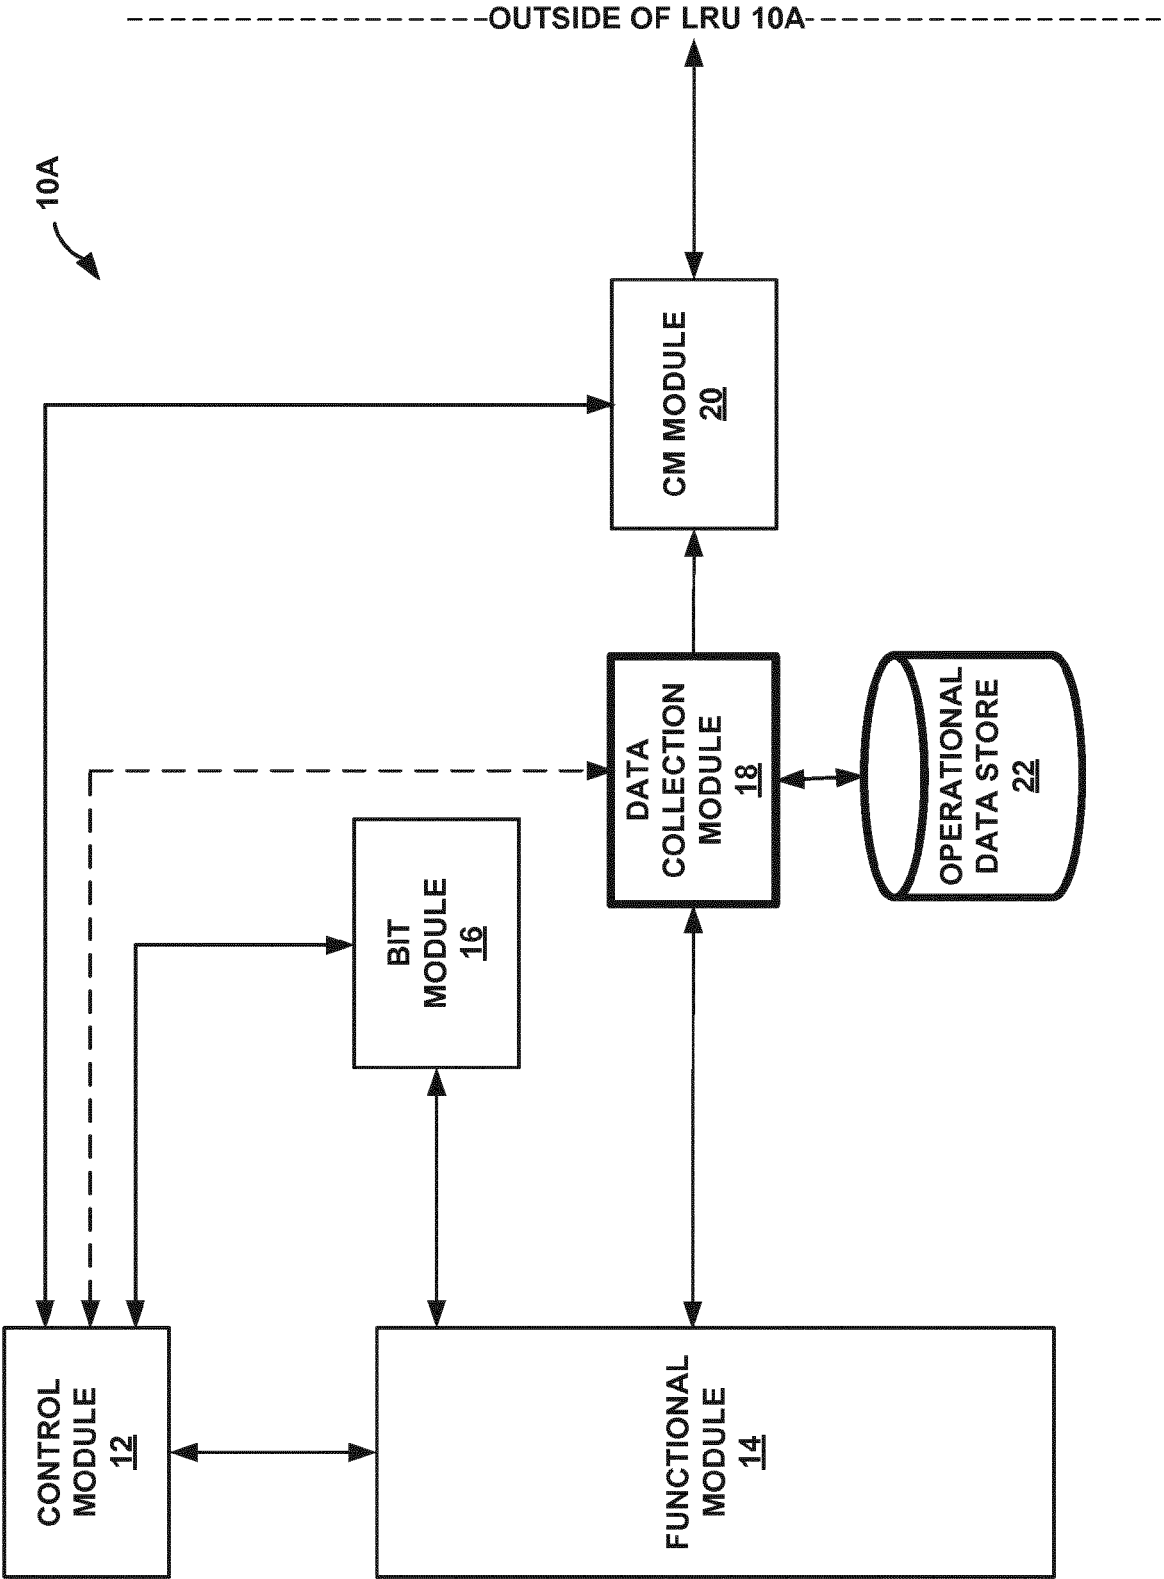 OUTSIDE OF LRU 10A
10A
CONTROL
MODULE
12
BIT
MODULE
16
DATA
COLLECTION
MODULE
18
CM MODULE
20
FUNCTIONAL
MODULE
14
OPERATIONAL
DATA STORE
22